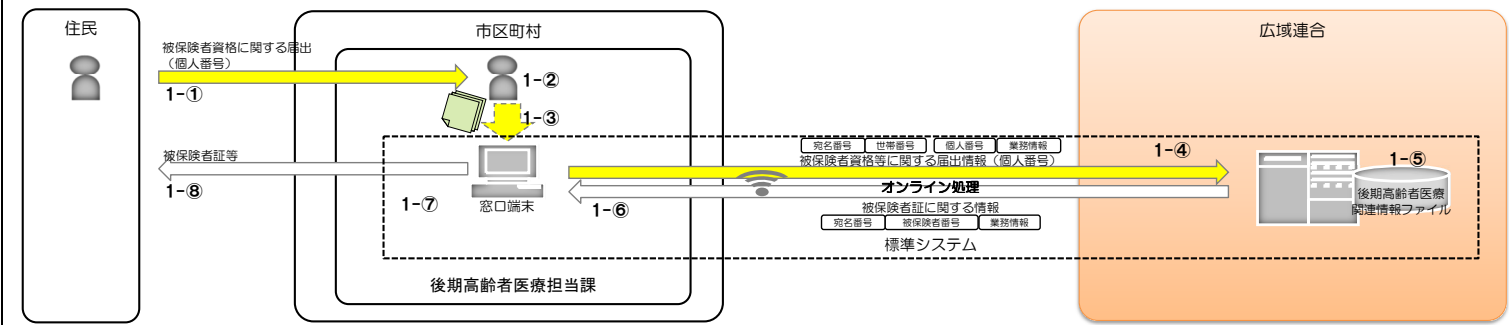 住民
市区町村
広域連合
被保険者資格に関する届出
（個人番号）
1-①
1-②
1-③
宛名番号 世帯番号 個人番号 業務情報
被保険者資格等に関する届出情報（個人番号）
1-④
1-⑤
被保険者証等
1-⑧
1-⑦
窓口端末
1-⑥
オンライン処理
被保険者証に関する情報
宛名番号 被保険者番号 業務情報
標準システム
後期高齢者医療
関連情報ファイル
後期高齢者医療担当課